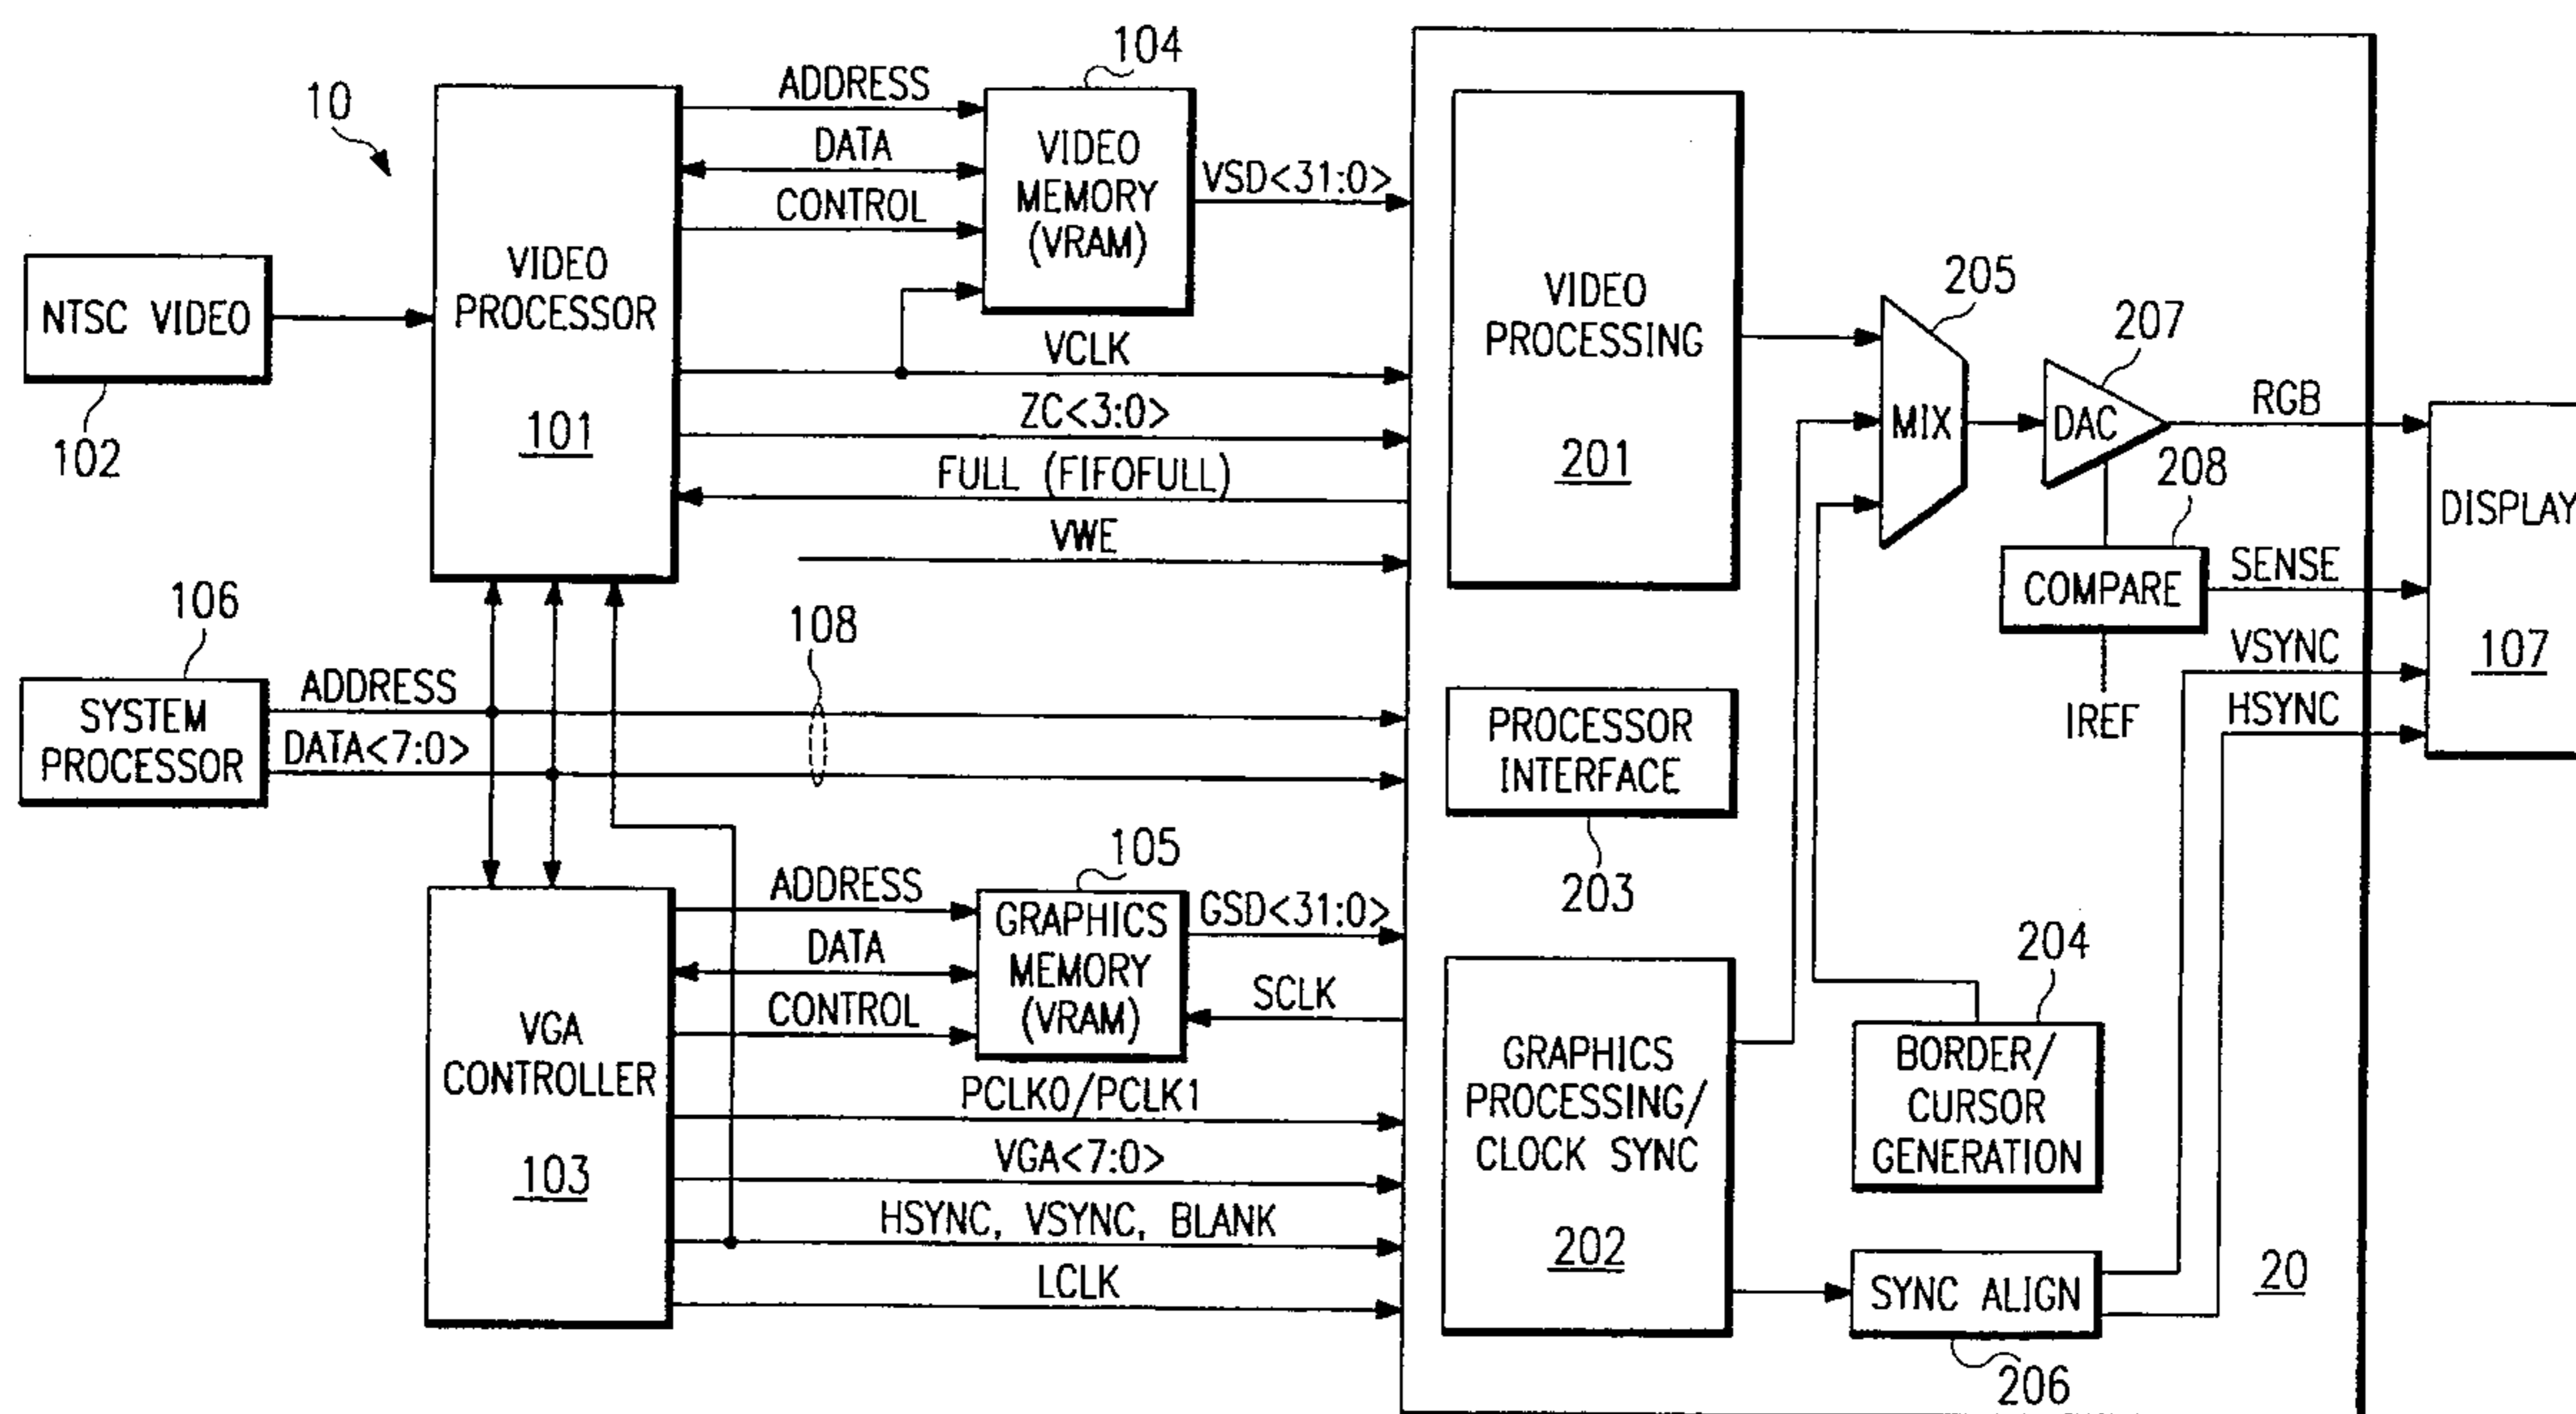 10
NTSC VIDEO
102
VIDEO
PROCESSOR
101
ADDRESS
DATA
CONTROL
104
VIDEO
MEMORY
(VRAM)
VSD<31:0>
VCLK
ZC<3:0>
FULL (FIFOFULL)
VWE
106
SYSTEM
PROCESSOR
ADDRESS
DATA<7:0>
108
VGA
CONTROLLER
103
ADDRESS
DATA
CONTROL
105
GRAPHICS
MEMORY
(VRAM)
GSD<31:0>
SCLK
PCLK0/PCLK1
VGA<7:0>
HSYNC, VSYNC, BLANK
LCLK
VIDEO
PROCESSING
201
PROCESSOR
INTERFACE
203
GRAPHICS
PROCESSING/
CLOCK SYNC
202
205
MIX
207
DAC
208
COMPARE
IREF
204
BORDER/
CURSOR
GENERATION
SYNC ALIGN
206
20
RGB
SENSE
VSYNC
HSYNC
DISPLAY
107